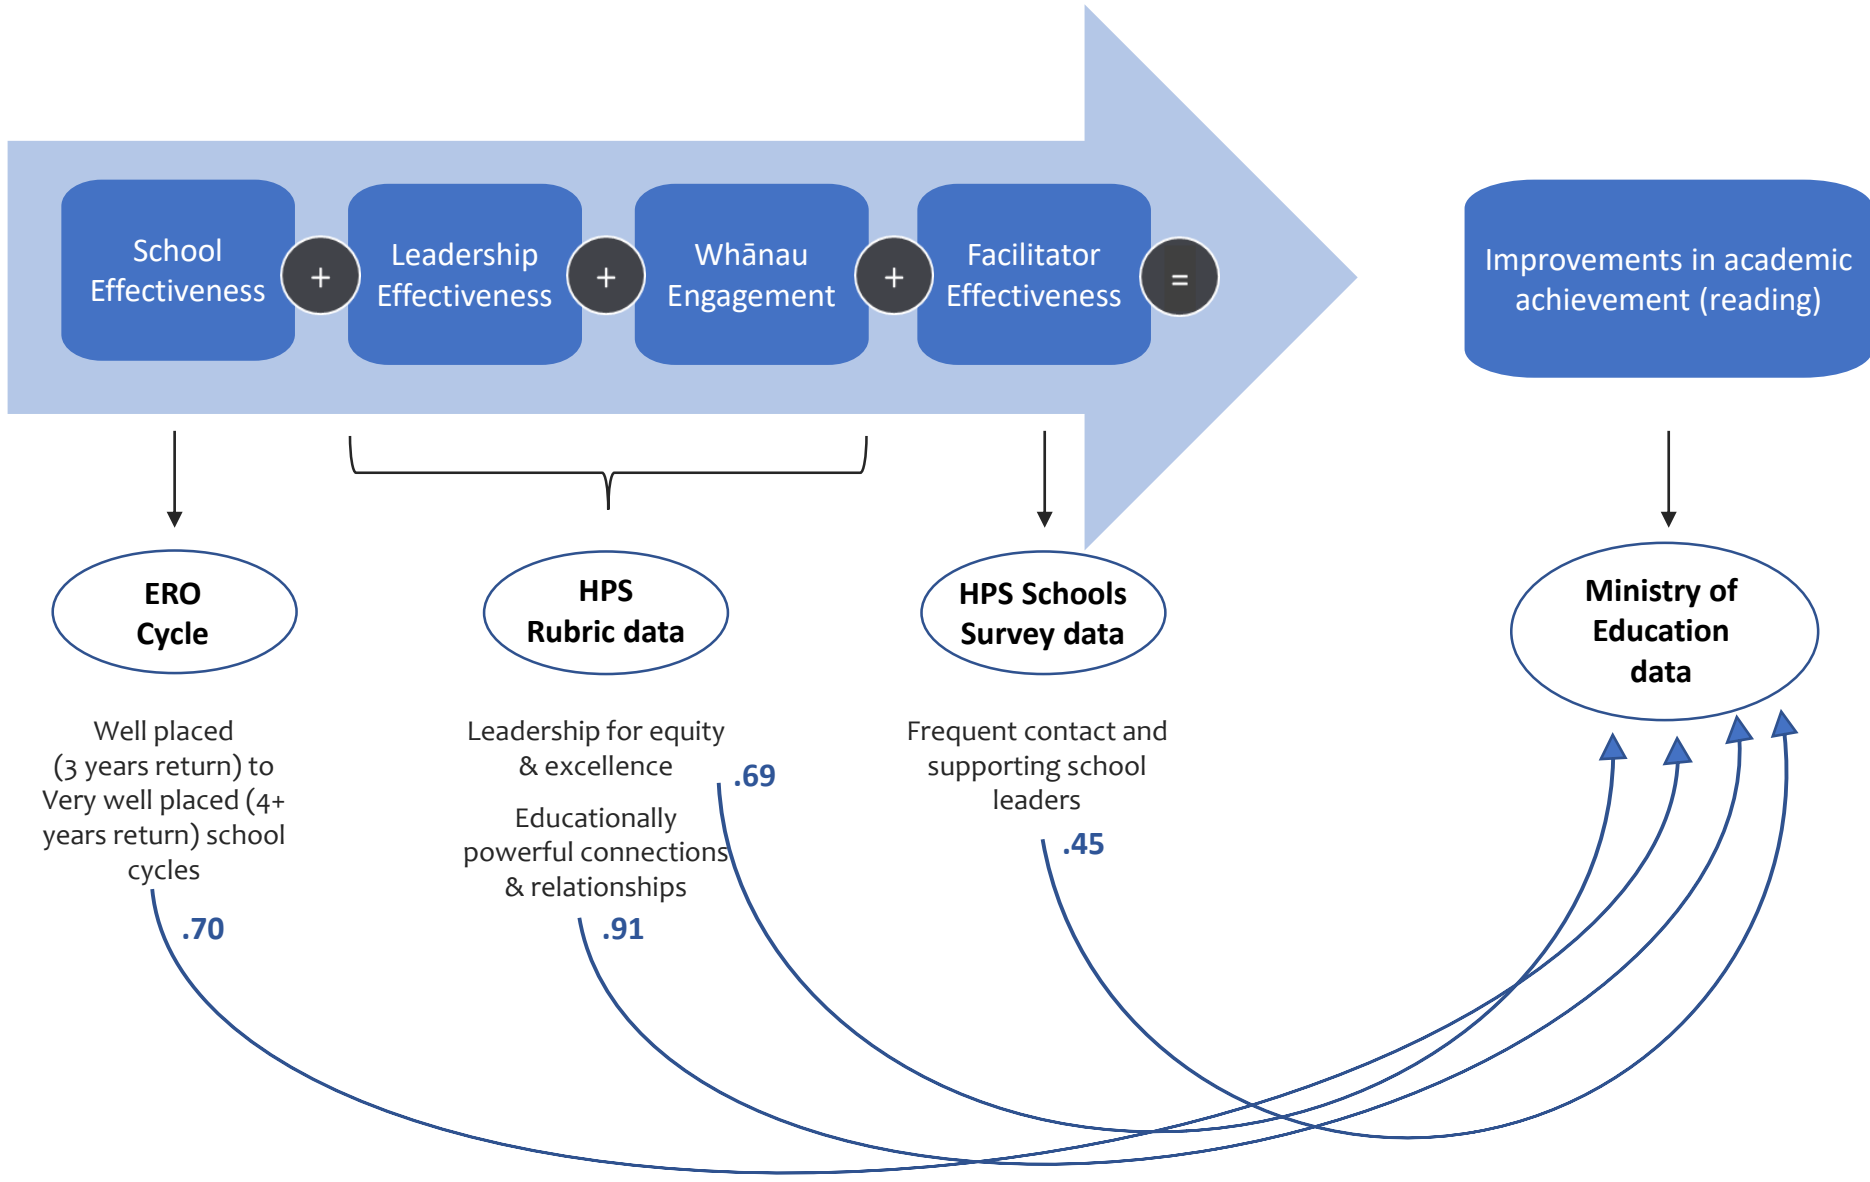 School
Effectiveness
+
Leadership
Effectiveness
+
Whānau
Engagement
+
Facilitator
Effectiveness
=
Improvements in academic
achievement (reading)
ERO
Cycle
HPS
Rubric data
HPS Schools
Survey data
Ministry of
Education
data
Well placed
(3 years return) to
Very well placed (4+
years return) school
cycles
.70
Leadership for equity
& excellence
.69
Educationally
powerful connections
& relationships
.91
Frequent contact and
supporting school
leaders
.45